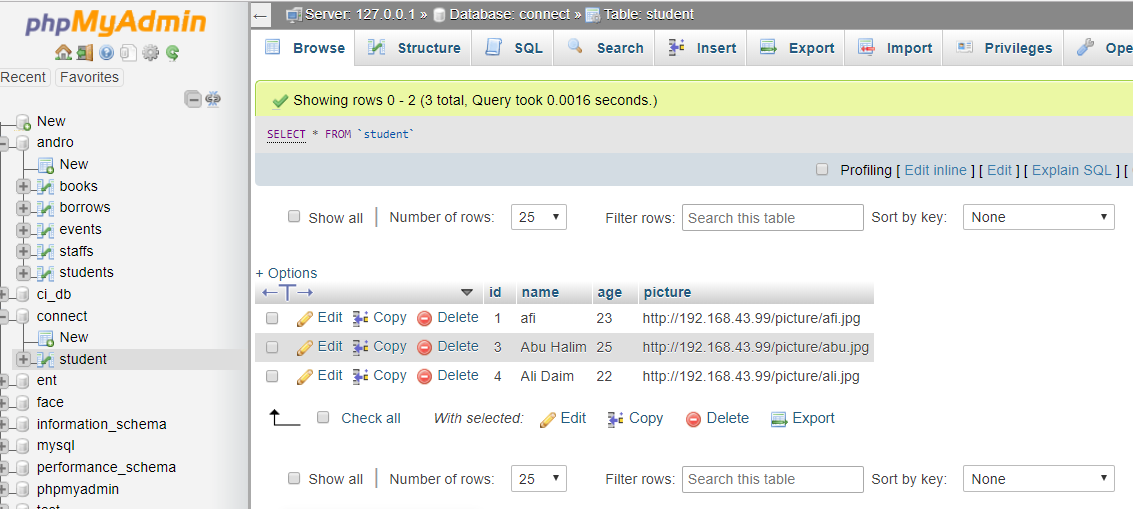 phpMyAdmin
Recent Favorites
New
andro
New
books
borrows
events
staffs
students
ci_db
connect
New
student
ent
face
information_schema
mysql
performance_schema
phpmyadmin
Server: 127.0.0.1 » Database: connect » Table: student
Browse Structure SQL Search Insert Export Import Privileges Ope
Showing rows 0 - 2 (3 total, Query took 0.0016 seconds.)
SELECT * FROM `student`
Profiling [ Edit inline ] [ Edit ] [ Explain SQL ] [
Show all Number of rows: 25 Filter rows: Search this table Sort by key: None
+ Options
id name age picture
Edit Copy Delete 1 afi 23 http://192.168.43.99/picture/afi.jpg
Edit Copy Delete 3 Abu Halim 25 http://192.168.43.99/picture/abu.jpg
Edit Copy Delete 4 Ali Daim 22 http://192.168.43.99/picture/ali.jpg
Check all With selected: Edit Copy Delete Export
Show all Number of rows: 25 Filter rows: Search this table Sort by key: None